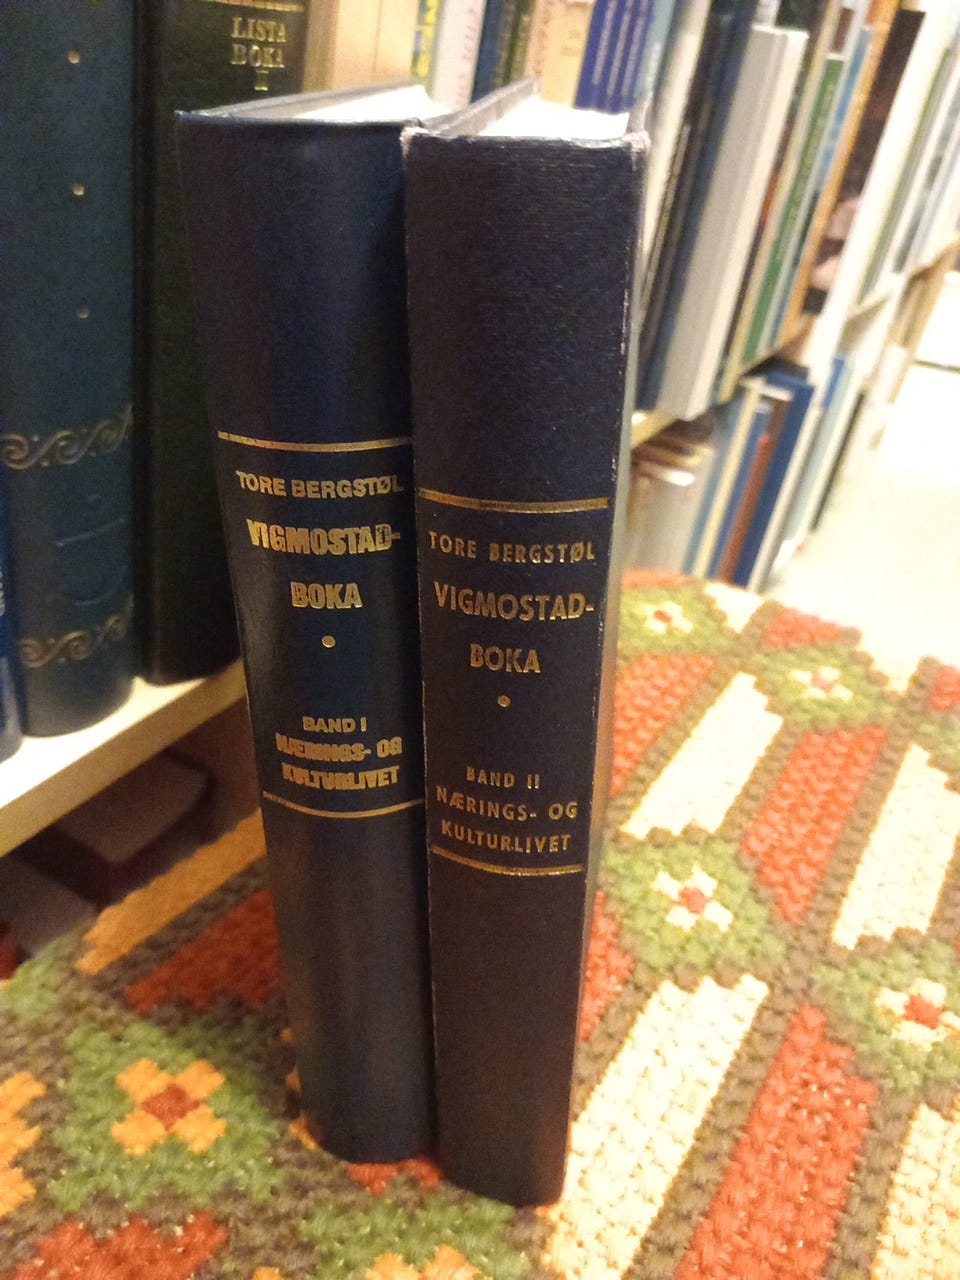 LISTA
BOKA
I
TORE BERGSTØL
VIGMOSTAD-
BOKA
•
BAND I
NÆRINGS- OG
KULTURLIVET
TORE BERGSTØL
VIGMOSTAD-
BOKA
•
BAND II
NÆRINGS- OG
KULTURLIVET